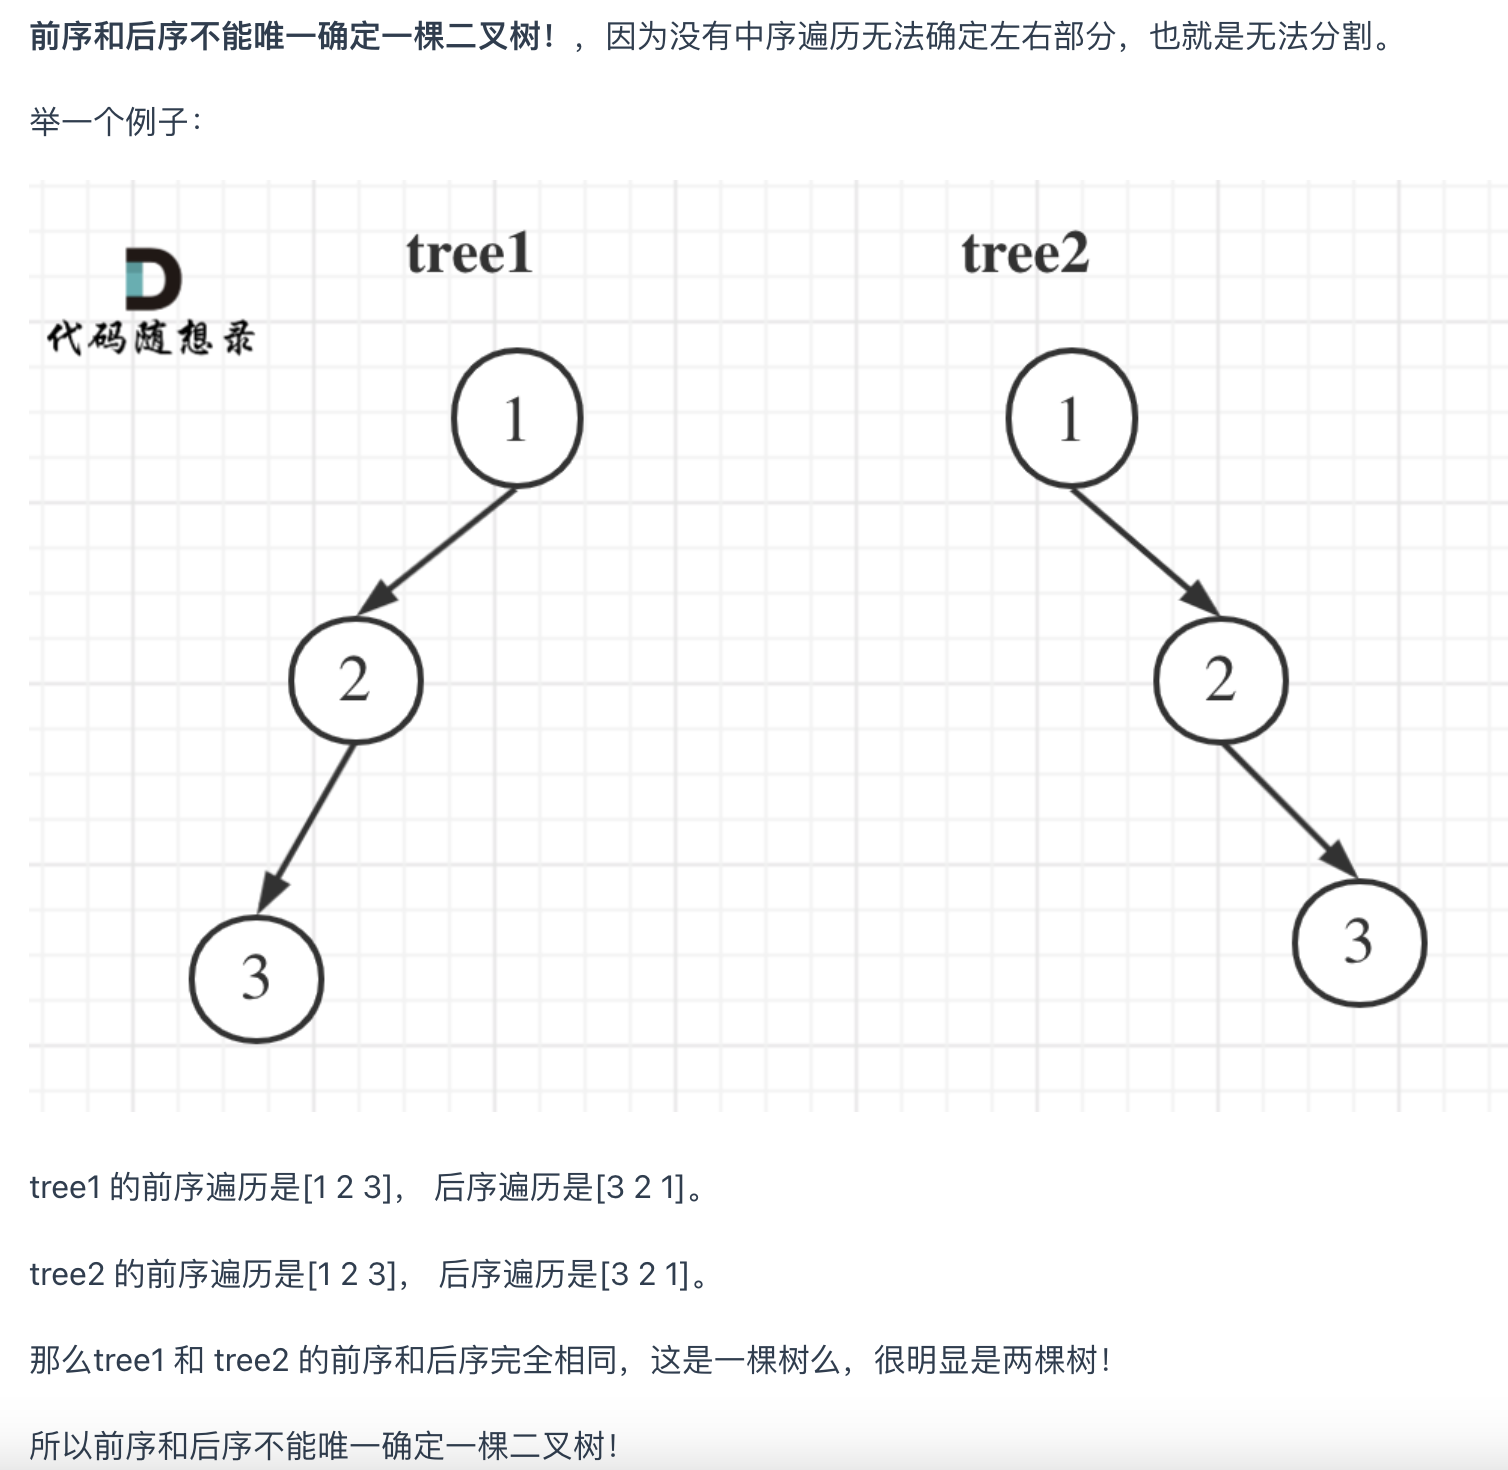 前序和后序不能唯一确定一棵二叉树！，因为没有中序遍历无法确定左右部分，也就是无法分割。
举一个例子：
tree1
tree2
代码随想录
1
1
2
2
3
3
tree1 的前序遍历是[1 2 3]， 后序遍历是[3 2 1]。
tree2 的前序遍历是[1 2 3]， 后序遍历是[3 2 1]。
那么tree1 和 tree2 的前序和后序完全相同，这是一棵树么，很明显是两棵树！
所以前序和后序不能唯一确定一棵二叉树！